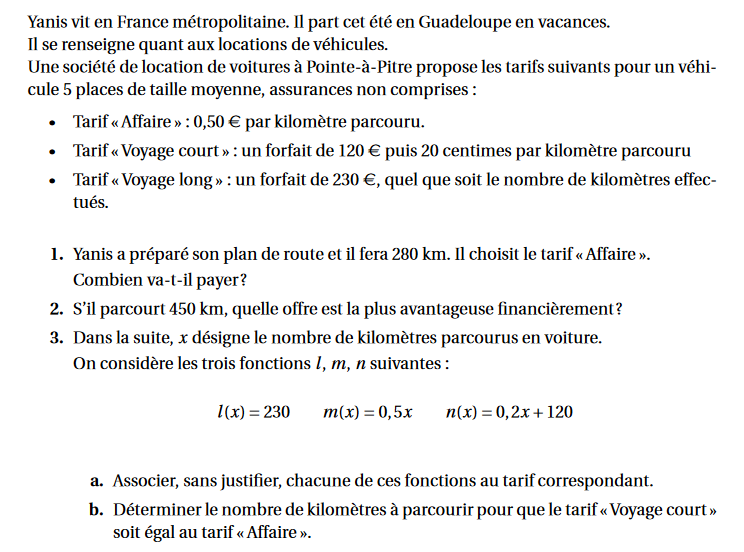 Yanis vit en France métropolitaine. Il part cet été en Guadeloupe en vacances.
Il se renseigne quant aux locations de véhicules.
Une société de location de voitures à Pointe-à-Pitre propose les tarifs suivants pour un véhi-
cule 5 places de taille moyenne, assurances non comprises :
• Tarif « Affaire » : 0,50 € par kilomètre parcouru.
• Tarif « Voyage court » : un forfait de 120 € puis 20 centimes par kilomètre parcouru
• Tarif « Voyage long » : un forfait de 230 €, quel que soit le nombre de kilomètres effec-
tués.
1. Yanis a préparé son plan de route et il fera 280 km. Il choisit le tarif « Affaire ».
Combien va-t-il payer ?
2. S'il parcourt 450 km, quelle offre est la plus avantageuse financièrement ?
3. Dans la suite, x désigne le nombre de kilomètres parcourus en voiture.
On considère les trois fonctions l, m, n suivantes :
l(x) = 230 m(x) = 0,5x n(x) = 0,2x + 120
a. Associer, sans justifier, chacune de ces fonctions au tarif correspondant.
b. Déterminer le nombre de kilomètres à parcourir pour que le tarif « Voyage court »
soit égal au tarif « Affaire ».